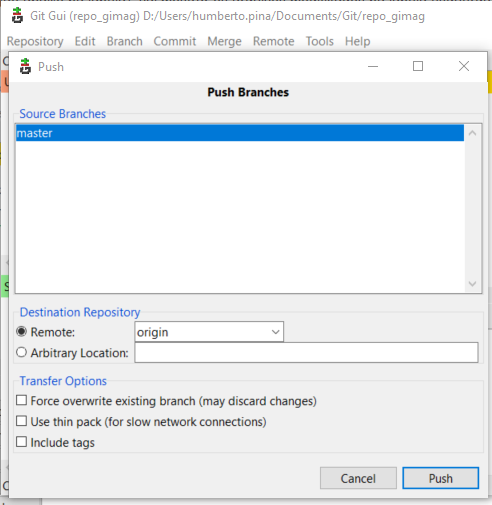 Git Gui (repo_gimag) D:/Users/humberto.pina/Documents/Git/repo_gimag
Repository Edit Branch Commit Merge Remote Tools Help
Push
Push Branches
Source Branches
master
Destination Repository
Remote: origin
Arbitrary Location:
Transfer Options
Force overwrite existing branch (may discard changes)
Use thin pack (for slow network connections)
Include tags
Cancel Push